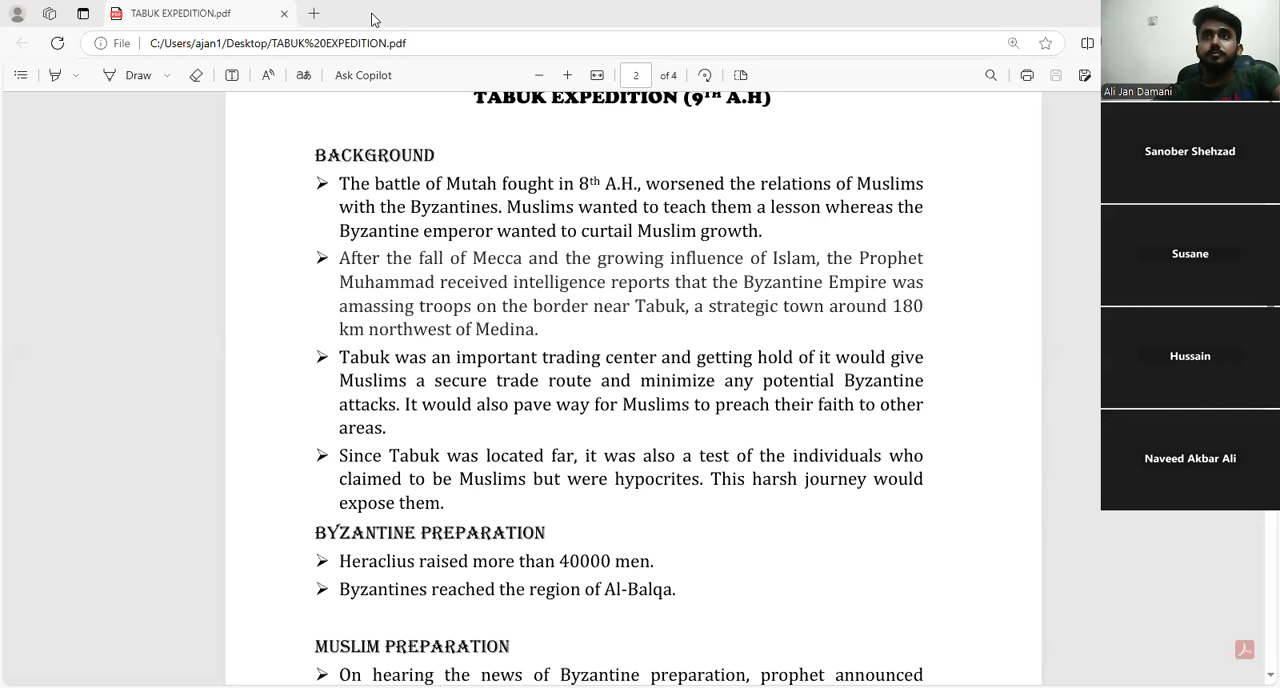 TABUK EXPEDITION.pdf
File
C:/Users/ajan1/Desktop/TABUK%20EXPEDITION.pdf
Draw
Ask Copilot
2
of 4
TABUK EXPEDITION (9TH A.H)
BACKGROUND
The battle of Mutah fought in 8th A.H., worsened the relations of Muslims
with the Byzantines. Muslims wanted to teach them a lesson whereas the
Byzantine emperor wanted to curtail Muslim growth.
After the fall of Mecca and the growing influence of Islam, the Prophet
Muhammad received intelligence reports that the Byzantine Empire was
amassing troops on the border near Tabuk, a strategic town around 180
km northwest of Medina.
Tabuk was an important trading center and getting hold of it would give
Muslims a secure trade route and minimize any potential Byzantine
attacks. It would also pave way for Muslims to preach their faith to other
areas.
Since Tabuk was located far, it was also a test of the individuals who
claimed to be Muslims but were hypocrites. This harsh journey would
expose them.
BYZANTINE PREPARATION
Heraclius raised more than 40000 men.
Byzantines reached the region of Al-Balqa.
MUSLIM PREPARATION
On hearing the news of Byzantine preparation, prophet announced
Ali Jan Damani
Sanober Shehzad
Susane
Hussain
Naveed Akbar Ali